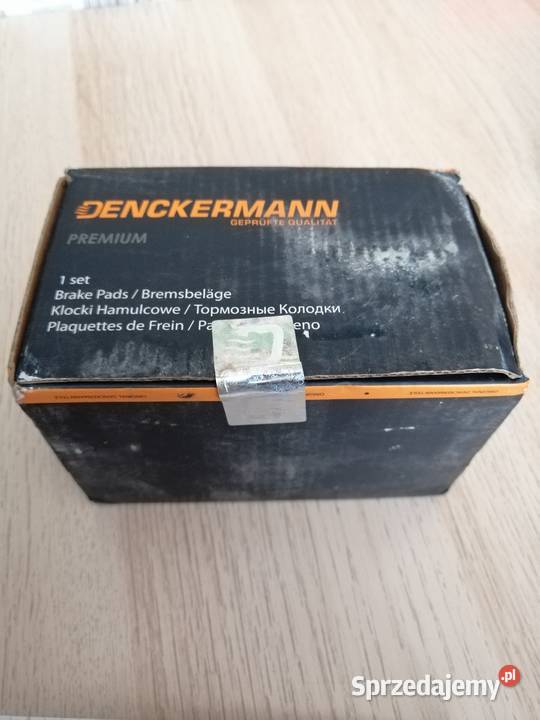 DENCKERMANN
GEPRÜFTE QUALITÄT
PREMIUM
1 set
Brake Pads / Bremsbeläge
Klocki Hamulcowe / Тормозные Колодки
Plaquettes de Frein /
Sprzedajemy.pl